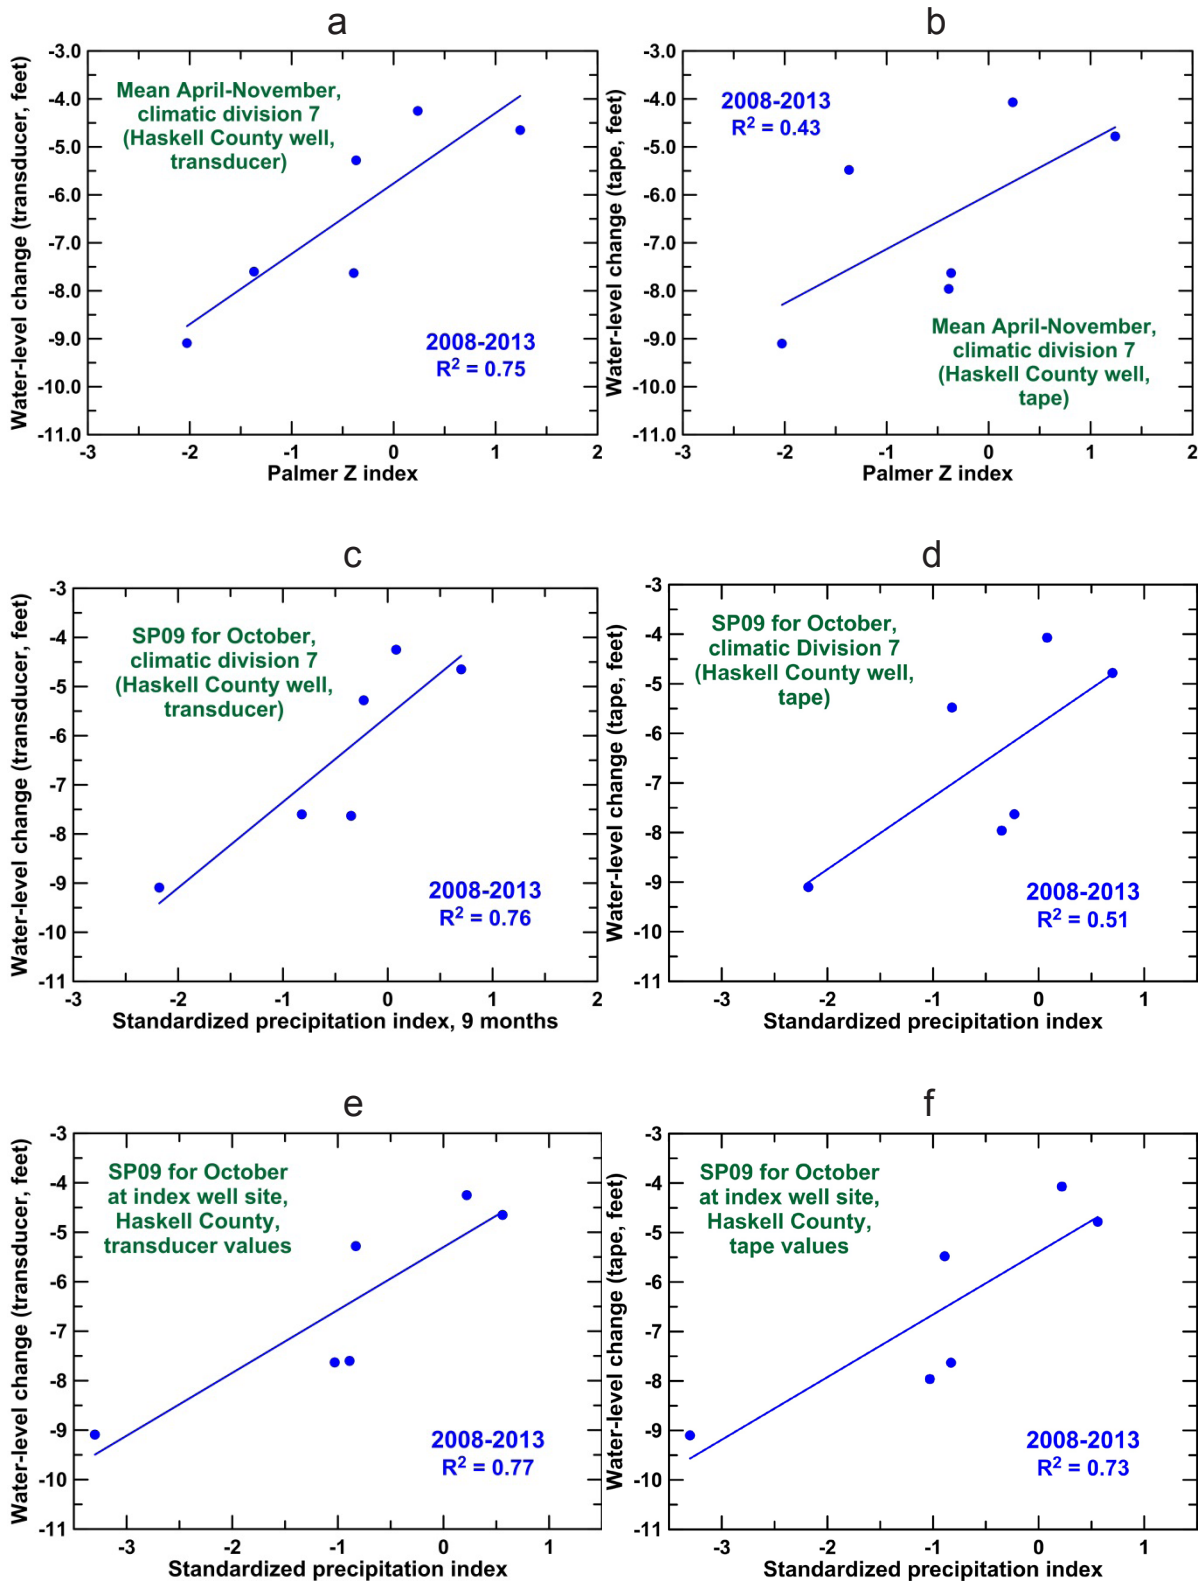 a
Water-level change (transducer, feet)
-3.0
-4.0
-5.0
-6.0
-7.0
-8.0
-9.0
-10.0
-11.0
Mean April-November,
climatic division 7
(Haskell County well,
transducer)
2008-2013
R² = 0.75
-3
-2
-1
0
1
2
Palmer Z index
b
Water-level change (tape, feet)
-3.0
-4.0
-5.0
-6.0
-7.0
-8.0
-9.0
-10.0
-11.0
2008-2013
R² = 0.43
Mean April-November,
climatic division 7
(Haskell County well,
tape)
-3
-2
-1
0
1
2
Palmer Z index
c
Water-level change (transducer, feet)
-3
-4
-5
-6
-7
-8
-9
-10
-11
SP09 for October,
climatic division 7
(Haskell County well,
transducer)
2008-2013
R² = 0.76
-3
-2
-1
0
1
2
Standardized precipitation index, 9 months
d
Water-level change (tape, feet)
-3
-4
-5
-6
-7
-8
-9
-10
-11
SP09 for October,
climatic Division 7
(Haskell County well,
tape)
2008-2013
R² = 0.51
-3
-2
-1
0
1
Standardized precipitation index
e
Water-level change (transducer, feet)
-3
-4
-5
-6
-7
-8
-9
-10
-11
SP09 for October
at index well site,
Haskell County,
transducer values
2008-2013
R² = 0.77
-3
-2
-1
0
1
Standardized precipitation index
f
Water-level change (tape, feet)
-3
-4
-5
-6
-7
-8
-9
-10
-11
SP09 for October
at index well site,
Haskell County,
tape values
2008-2013
R² = 0.73
-3
-2
-1
0
1
Standardized precipitation index